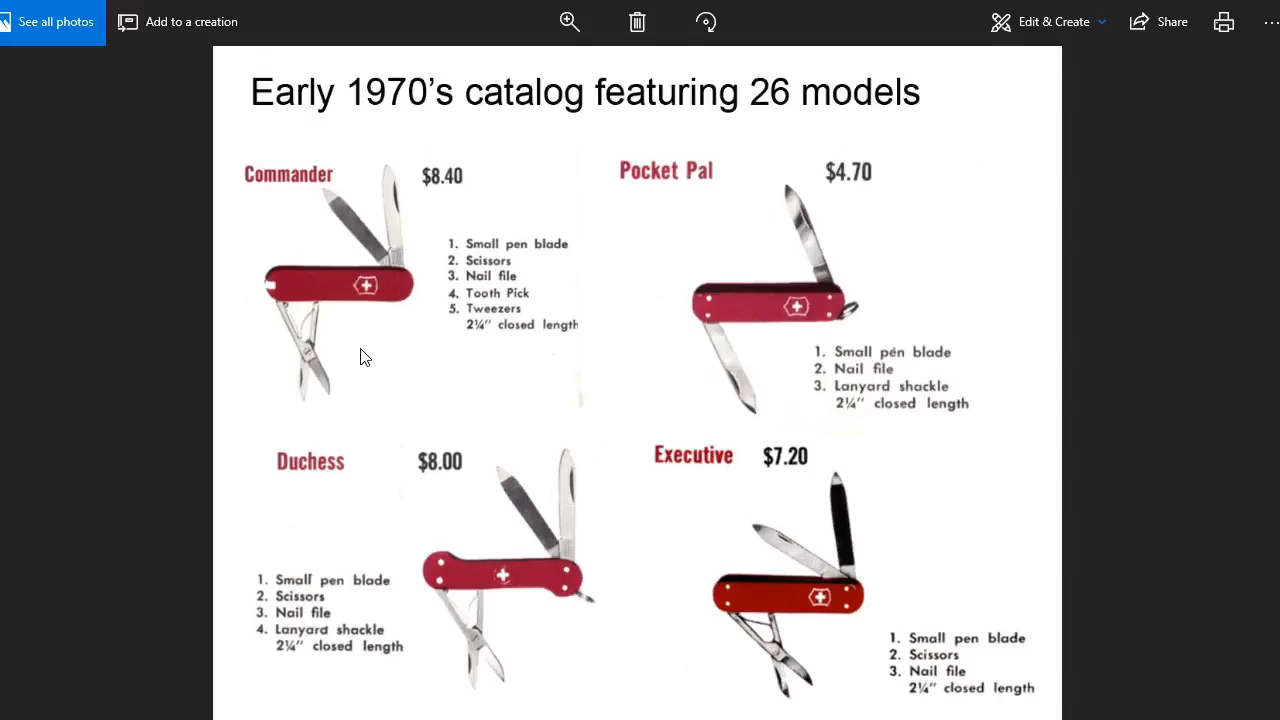 See all photos
Add to a creation
Edit & Create
Share
Early 1970's catalog featuring 26 models
Commander $8.40
1. Small pen blade
2. Scissors
3. Nail file
4. Tooth Pick
5. Tweezers
2¼" closed length
Pocket Pal $4.70
1. Small pen blade
2. Nail file
3. Lanyard shackle
2¼" closed length
Duchess $8.00
1. Small pen blade
2. Scissors
3. Nail file
4. Lanyard shackle
2¼" closed length
Executive $7.20
1. Small pen blade
2. Scissors
3. Nail file
2¼" closed length